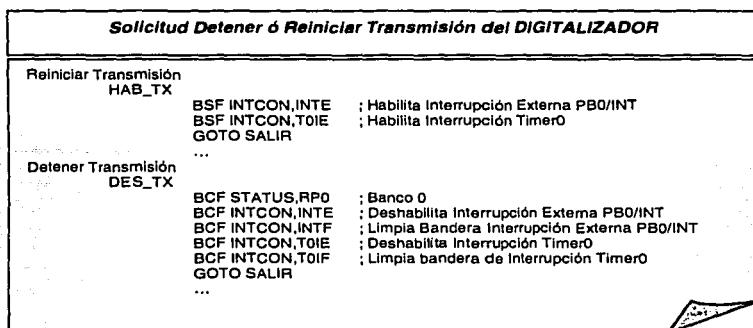 Solicitud Detener ó Reiniciar Transmisión del DIGITALIZADOR
Reiniciar Transmisión
HAB_TX
BSF INTCON,INTE ; Habilita Interrupción Externa PB0/INT
BSF INTCON,T0IE ; Habilita Interrupción Timer0
GOTO SALIR
...
Detener Transmisión
DES_TX
BCF STATUS,RP0 ; Banco 0
BCF INTCON,INTE ; Deshabilita Interrupción Externa PB0/INT
BCF INTCON,INTF ; Limpia Bandera Interrupción Externa PB0/INT
BCF INTCON,T0IE ; Deshabilita Interrupción Timer0
BCF INTCON,T0IF ; Limpia bandera de Interrupción Timer0
GOTO SALIR
...